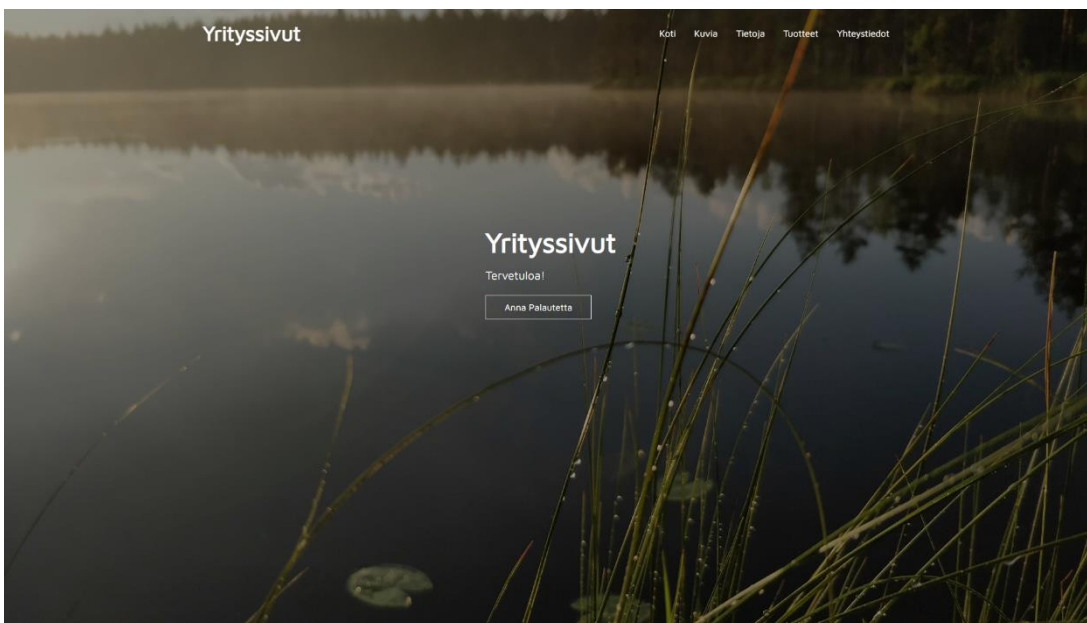 Yrityssivut
Koti Kuvia Tietoja Tuotteet Yhteystiedot
Yrityssivut
Tervetuloa!
Anna Palautetta